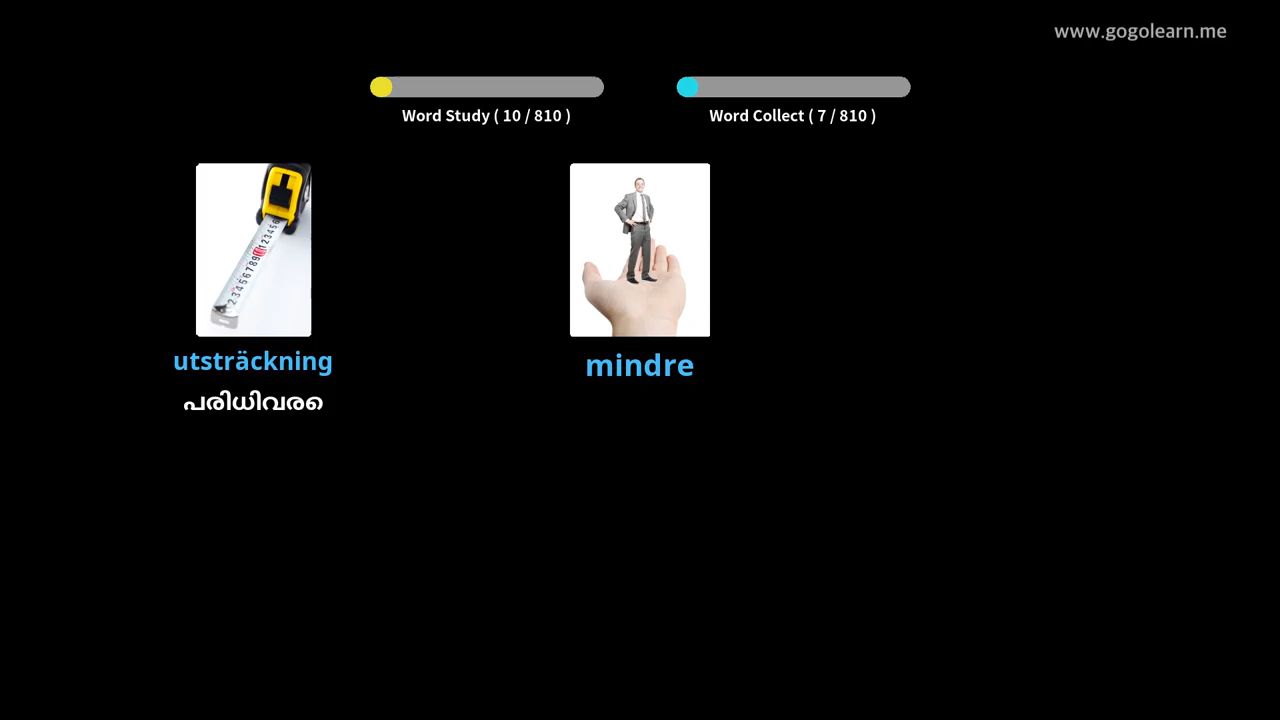 www.gogolearn.me
Word Study ( 10 / 810 )
Word Collect ( 7 / 810 )
utsträckning
mindre
പരിധിവരെ